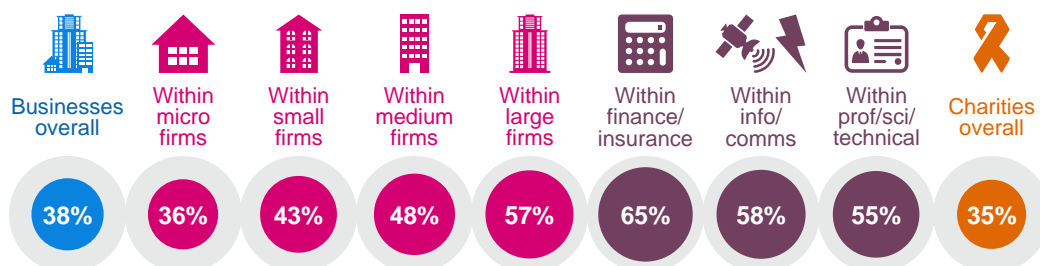 Businesses
overall
Within
micro
firms
Within
small
firms
Within
medium
firms
Within
large
firms
Within
finance/
insurance
Within
info/
comms
Within
prof/sci/
technical
Charities
overall
38%
36%
43%
48%
57%
65%
58%
55%
35%